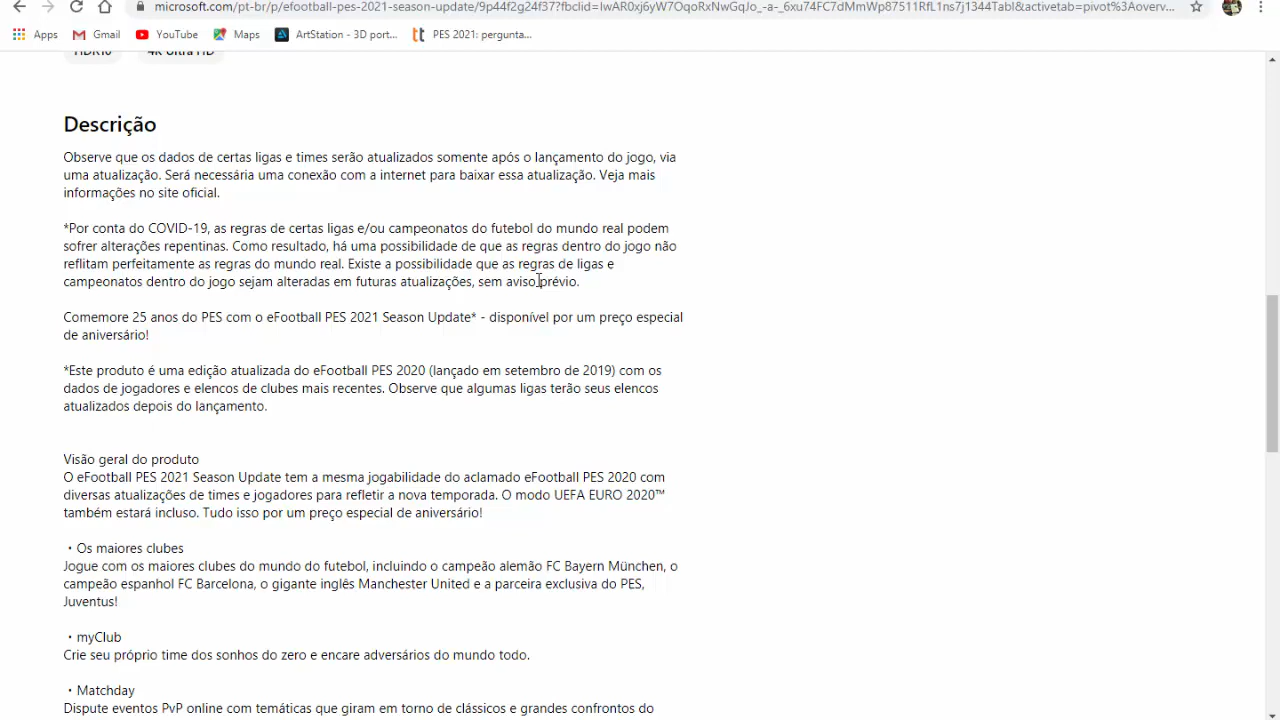 microsoft.com/pt-br/p/efootball-pes-2021-season-update/9p44f2g24f37?fbclid=
Apps Gmail YouTube Maps ArtStation - 3D port... PES 2021: pergunta...
HDR10 4K Ultra HD
Descrição
Observe que os dados de certas ligas e times serão atualizados somente após o lançamento do jogo, via
uma atualização. Será necessária uma conexão com a internet para baixar essa atualização. Veja mais
informações no site oficial.
*Por conta do COVID-19, as regras de certas ligas e/ou campeonatos do futebol do mundo real podem
sofrer alterações repentinas. Como resultado, há uma possibilidade de que as regras dentro do jogo não
reflitam perfeitamente as regras do mundo real. Existe a possibilidade que as regras de ligas e
campeonatos dentro do jogo sejam alteradas em futuras atualizações, sem aviso prévio.
Comemore 25 anos do PES com o eFootball PES 2021 Season Update* - disponível por um preço especial
de aniversário!
*Este produto é uma edição atualizada do eFootball PES 2020 (lançado em setembro de 2019) com os
dados de jogadores e elencos de clubes mais recentes. Observe que algumas ligas terão seus elencos
atualizados depois do lançamento.
Visão geral do produto
O eFootball PES 2021 Season Update tem a mesma jogabilidade do aclamado eFootball PES 2020 com
diversas atualizações de times e jogadores para refletir a nova temporada. O modo UEFA EURO 2020™
também estará incluso. Tudo isso por um preço especial de aniversário!
・Os maiores clubes
Jogue com os maiores clubes do mundo do futebol, incluindo o campeão alemão FC Bayern München, o
campeão espanhol FC Barcelona, o gigante inglês Manchester United e a parceira exclusiva do PES,
Juventus!
・myClub
Crie seu próprio time dos sonhos do zero e encare adversários do mundo todo.
・Matchday
Dispute eventos PvP online com temáticas que giram em torno de clássicos e grandes confrontos do